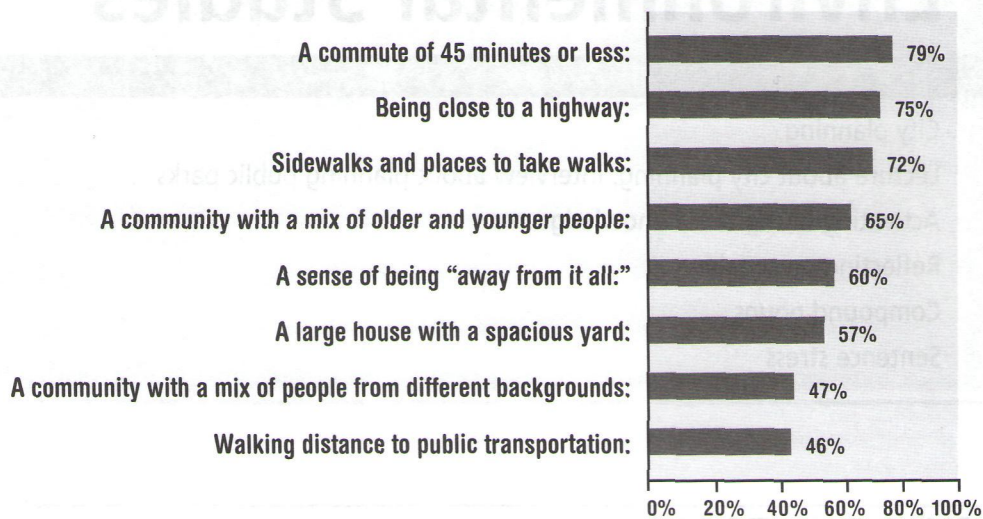 A commute of 45 minutes or less: 79%
Being close to a highway: 75%
Sidewalks and places to take walks: 72%
A community with a mix of older and younger people: 65%
A sense of being “away from it all:” 60%
A large house with a spacious yard: 57%
A community with a mix of people from different backgrounds: 47%
Walking distance to public transportation: 46%
0% 20% 40% 60% 80% 100%